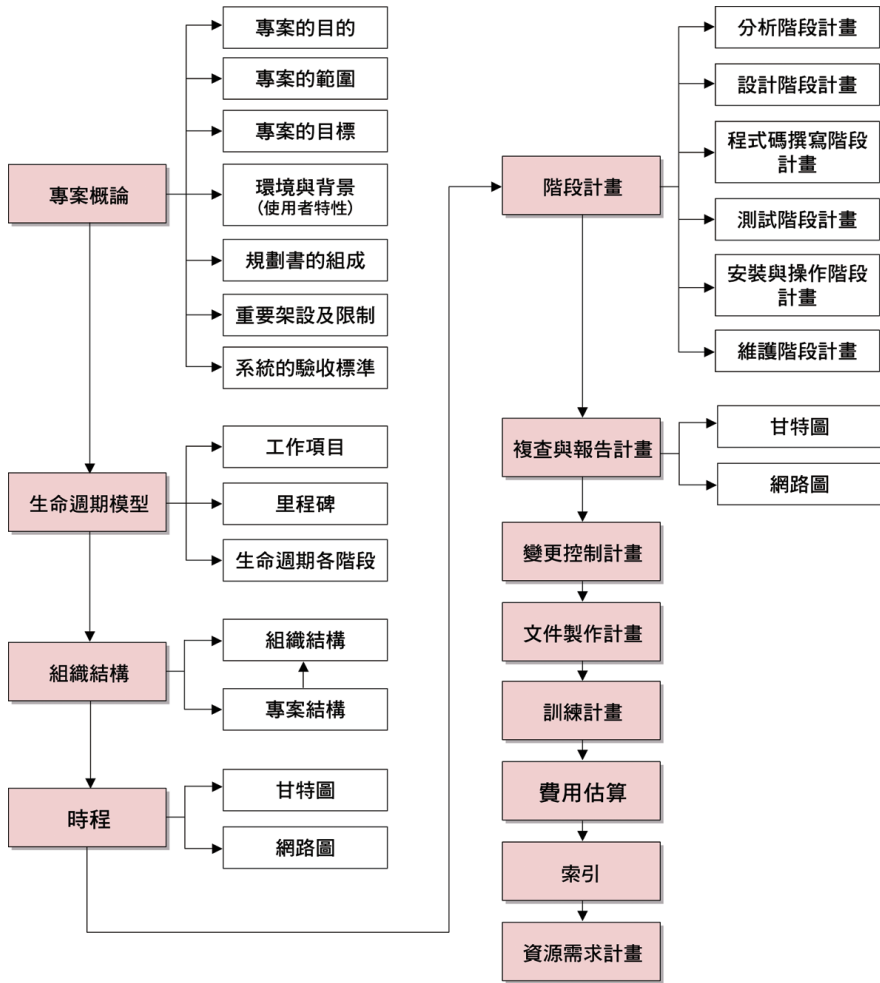 專案概論
專案的目的
專案的範圍
專案的目標
環境與背景
(使用者特性)
規劃書的組成
重要架設及限制
系統的驗收標準
生命週期模型
工作項目
里程碑
生命週期各階段
組織結構
組織結構
專案結構
時程
甘特圖
網路圖
階段計畫
分析階段計畫
設計階段計畫
程式碼撰寫階段
計畫
測試階段計畫
安裝與操作階段
計畫
維護階段計畫
複查與報告計畫
甘特圖
網路圖
變更控制計畫
文件製作計畫
訓練計畫
費用估算
索引
資源需求計畫